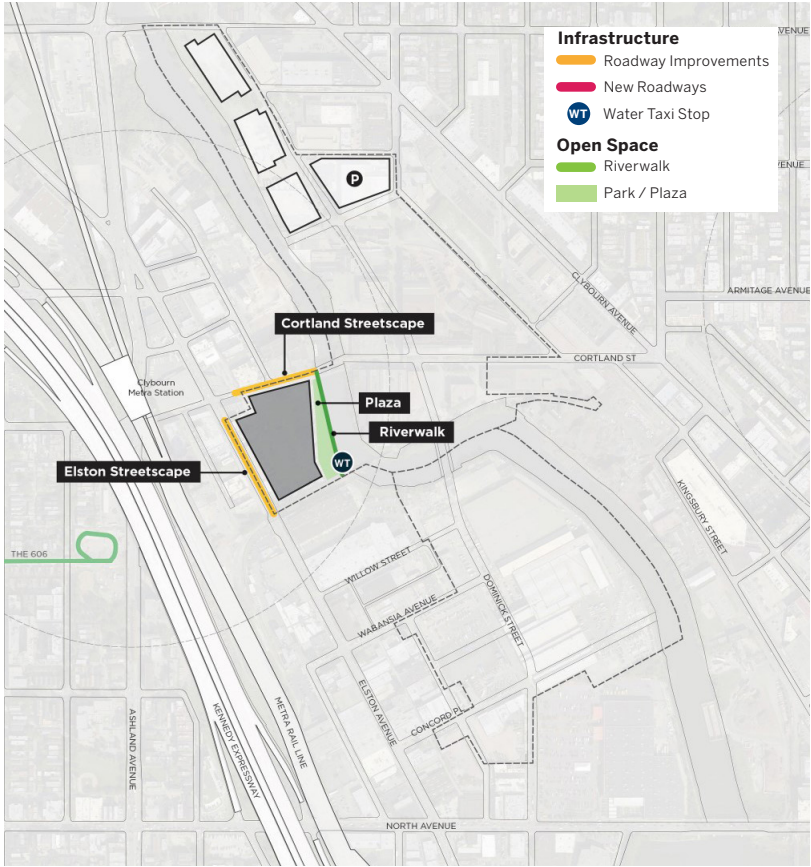 Infrastructure
Roadway Improvements
New Roadways
WT
Water Taxi Stop
Open Space
Riverwalk
Park / Plaza
AVENUE
VENUE
P
CLYBOURN AVENUE
ARMITAGE AVENUE
Cortland Streetscape
CORTLAND ST
Clybourn
Metra Station
Plaza
Riverwalk
WT
Elston Streetscape
KINGSBURY STREET
THE 606
WILLOW STREET
DOMINICK STREET
WABANSIA AVENUE
ELSTON AVENUE
CONCORD PL
METRA RAIL LINE
KENNEDY EXPRESSWAY
ASHLAND AVENUE
NORTH AVENUE